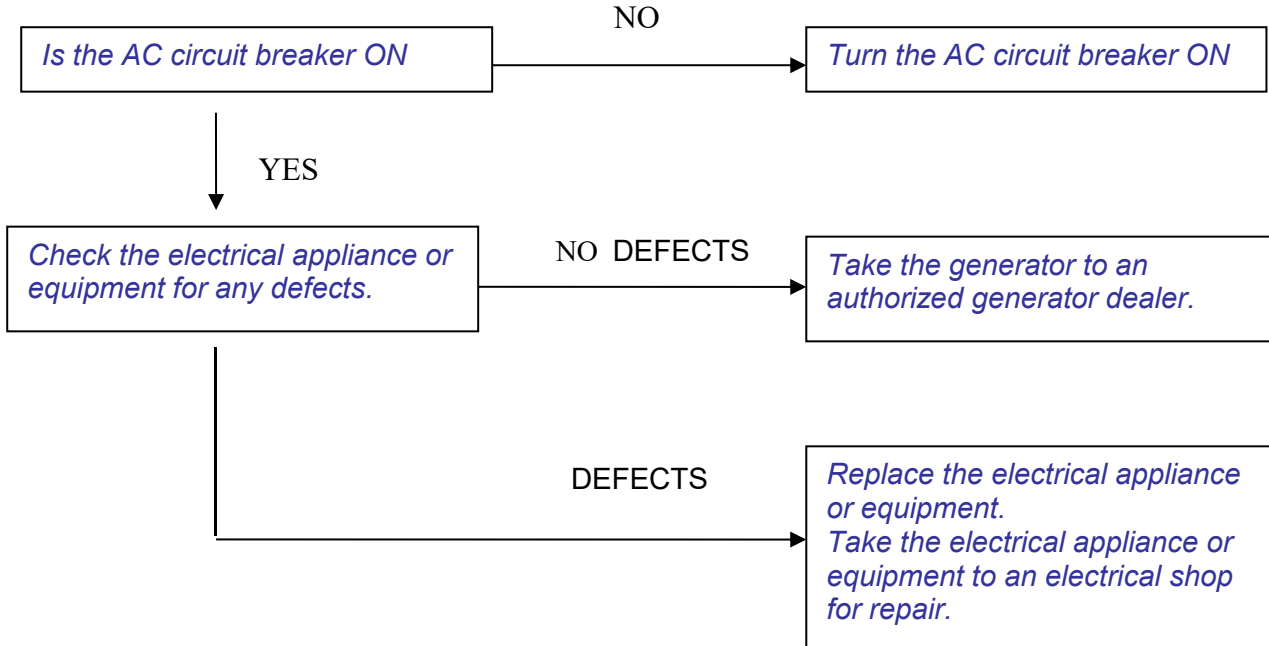 NO
Is the AC circuit breaker ON
Turn the AC circuit breaker ON
YES
Check the electrical appliance or
equipment for any defects.
NO DEFECTS
Take the generator to an
authorized generator dealer.
DEFECTS
Replace the electrical appliance
or equipment.
Take the electrical appliance or
equipment to an electrical shop
for repair.